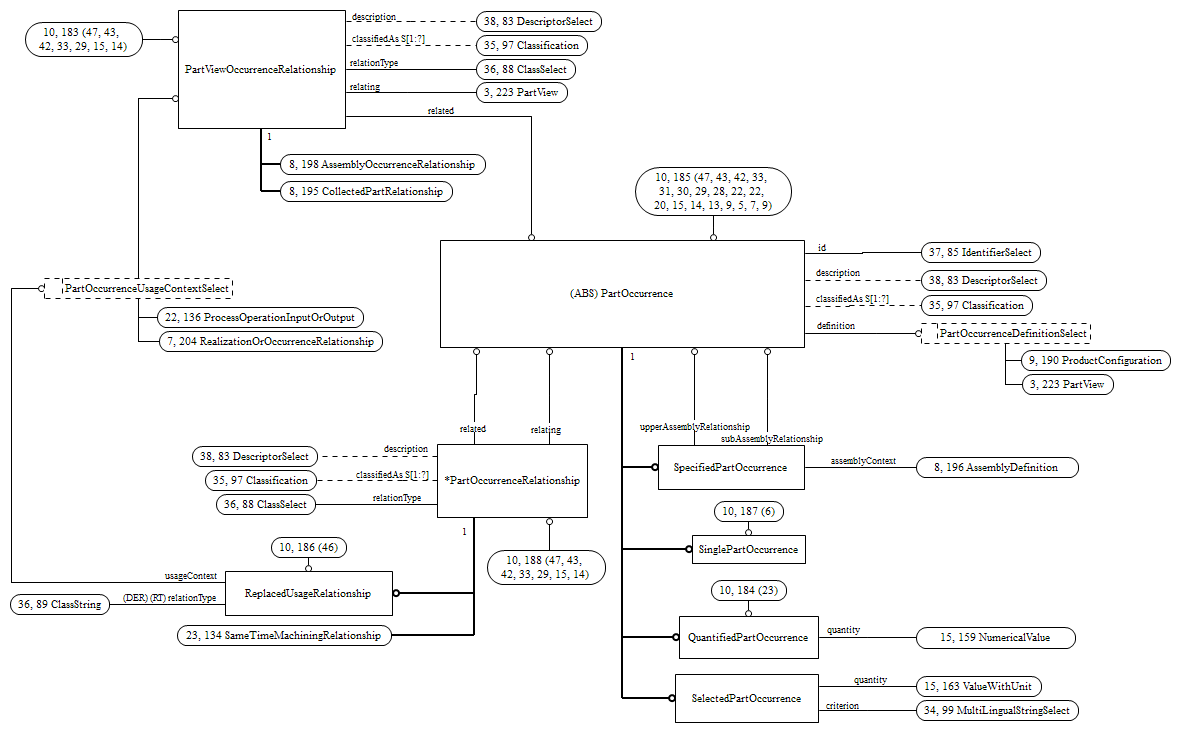 description
38, 83 DescriptorSelect
10, 183 (47, 43,
42, 33, 29, 15, 14)
classifiedAs S[1:?]
35, 97 Classification
PartViewOccurrenceRelationship
relationType
36, 88 ClassSelect
relating
3, 223 PartView
related
1
8, 198 AssemblyOccurrenceRelationship
8, 195 CollectedPartRelationship
10, 185 (47, 43, 42, 33,
31, 30, 29, 28, 22, 22,
20, 15, 14, 13, 9, 5, 7, 9)
id
37, 85 IdentifierSelect
description
38, 83 DescriptorSelect
PartOccurrenceUsageContextSelect
(ABS) PartOccurrence
classifiedAs S[1:?]
35, 97 Classification
22, 136 ProcessOperationInputOrOutput
definition
PartOccurrenceDefinitionSelect
7, 204 RealizationOrOccurrenceRelationship
1
9, 190 ProductConfiguration
3, 223 PartView
related
relating
upperAssemblyRelationship
subAssemblyRelationship
38, 83 DescriptorSelect
description
35, 97 Classification
classifiedAs S[1:?]
*PartOccurrenceRelationship
SpecifiedPartOccurrence
assemblyContext
8, 196 AssemblyDefinition
36, 88 ClassSelect
relationType
1
10, 187 (6)
10, 186 (46)
SinglePartOccurrence
10, 188 (47, 43,
42, 33, 29, 15, 14)
usageContext
ReplacedUsageRelationship
10, 184 (23)
36, 89 ClassString
(DER) (RT) relationType
23, 134 SameTimeMachiningRelationship
QuantifiedPartOccurrence
quantity
15, 159 NumericalValue
SelectedPartOccurrence
quantity
15, 163 ValueWithUnit
criterion
34, 99 MultiLingualStringSelect